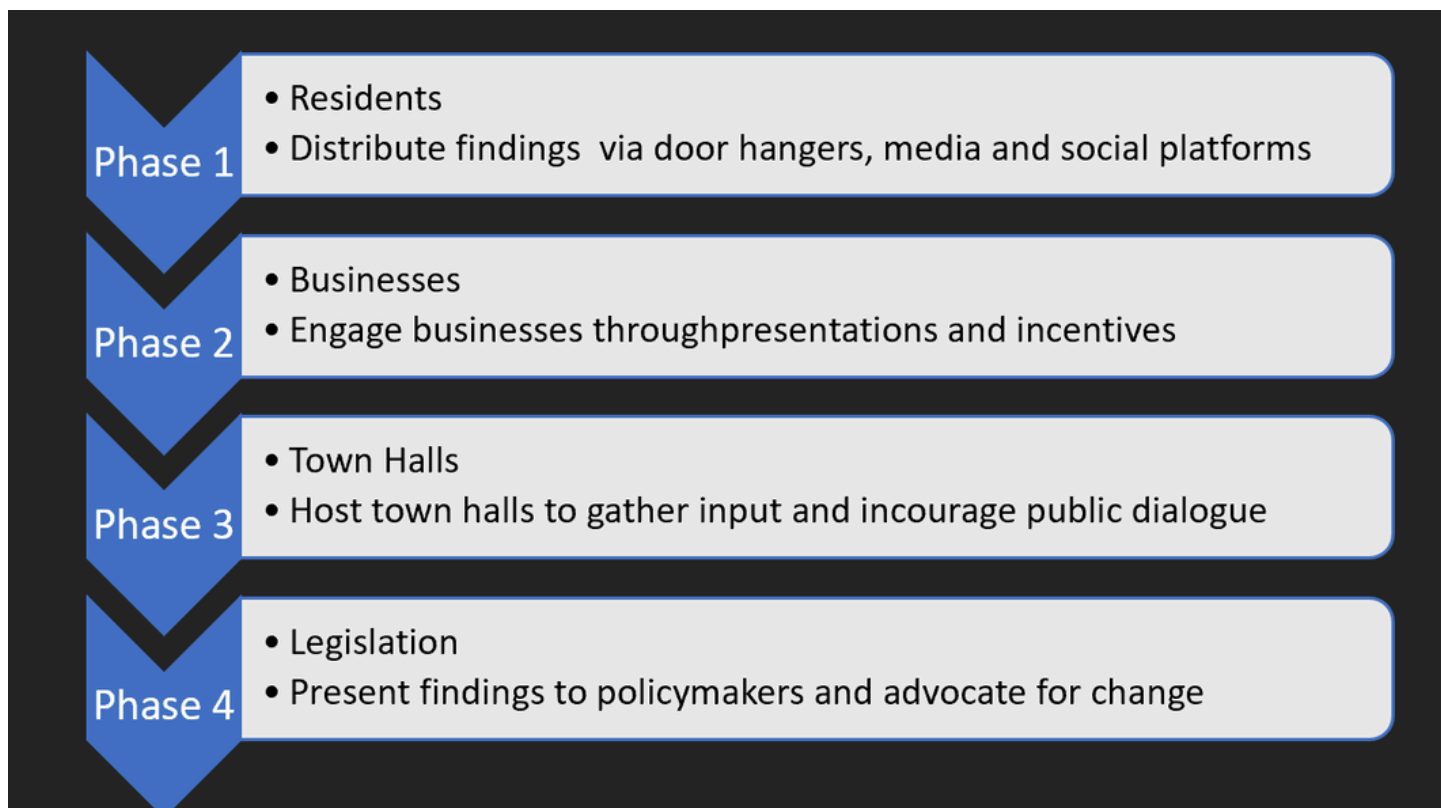 Phase 1
• Residents
• Distribute findings  via door hangers, media and social platforms
Phase 2
• Businesses
• Engage businesses throughpresentations and incentives
Phase 3
• Town Halls
• Host town halls to gather input and incourage public dialogue
Phase 4
• Legislation
• Present findings to policymakers and advocate for change